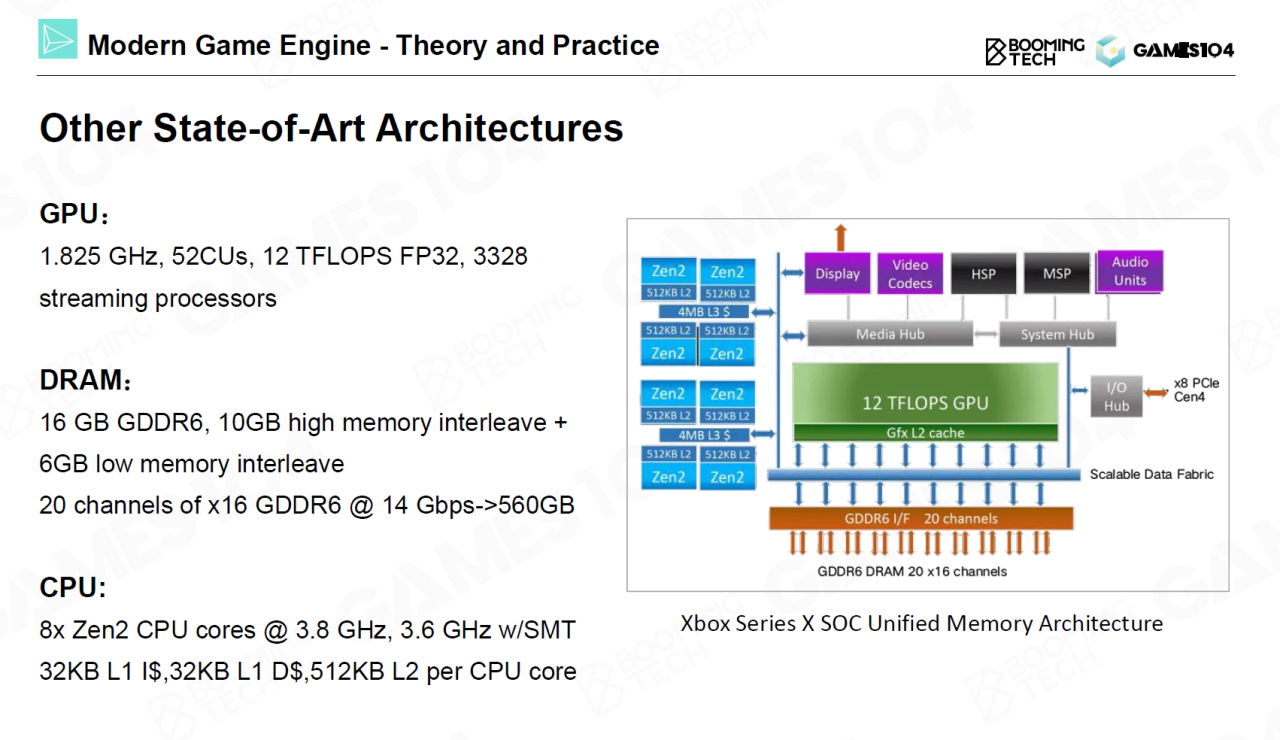 Modern Game Engine - Theory and Practice
BOOMING
TECH
GAMES104
Other State-of-Art Architectures
GPU：
1.825 GHz, 52CUs, 12 TFLOPS FP32, 3328
streaming processors
DRAM：
16 GB GDDR6, 10GB high memory interleave +
6GB low memory interleave
20 channels of x16 GDDR6 @ 14 Gbps->560GB
CPU:
8x Zen2 CPU cores @ 3.8 GHz, 3.6 GHz w/SMT
32KB L1 I$,32KB L1 D$,512KB L2 per CPU core
Zen2 Zen2
512KB L2 512KB L2
4MB L3 $
512KB L2 512KB L2
Zen2 Zen2
Zen2 Zen2
512KB L2 512KB L2
4MB L3 $
512KB L2 512KB L2
Zen2 Zen2
Display
Video
Codecs
HSP
MSP
Audio
Units
Media Hub
System Hub
12 TFLOPS GPU
Gfx L2 cache
I/O
Hub
x8 PCIe
Cen4
Scalable Data Fabric
GDDR6 I/F 20 channels
GDDR6 DRAM 20 x16 channels
Xbox Series X SOC Unified Memory Architecture